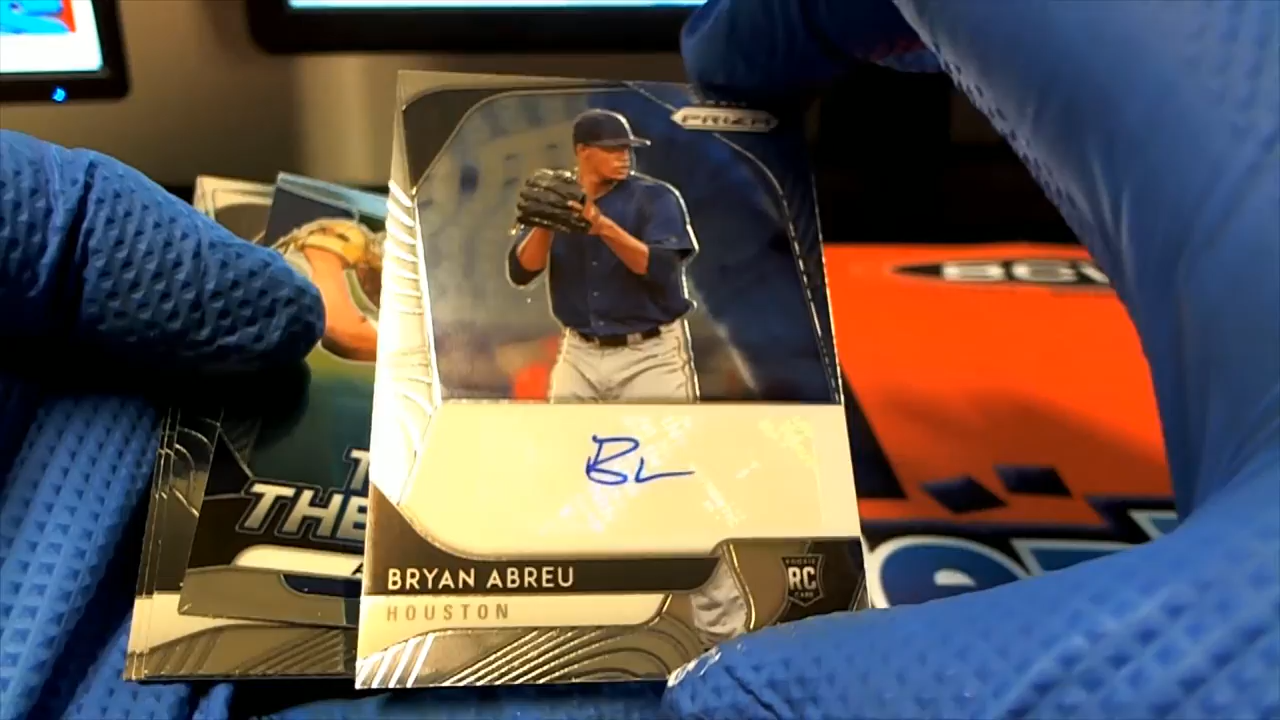 PRIZM
BRYAN ABREU
HOUSTON
ROOKIE
RC
CARD
THE